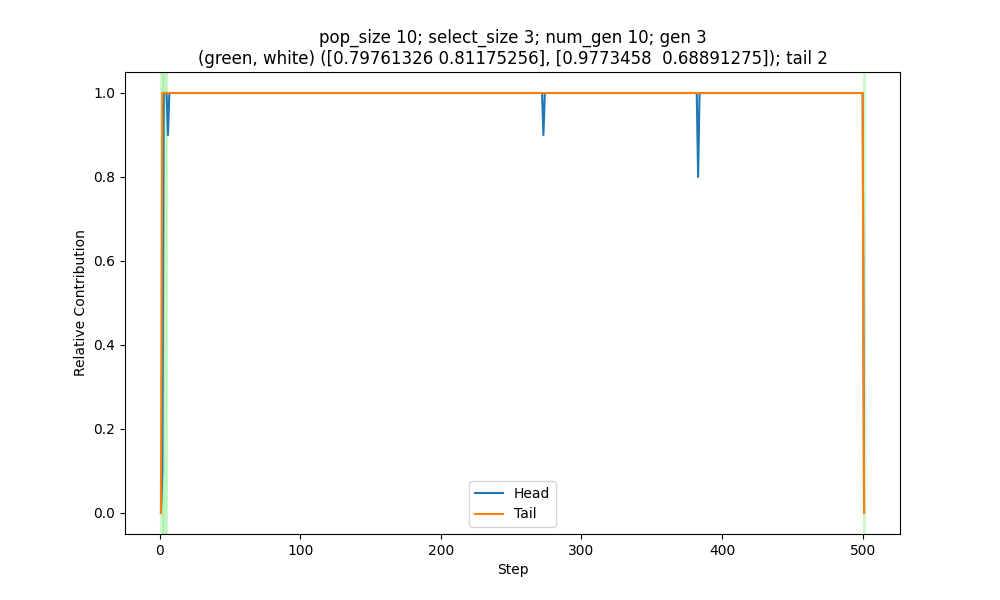 pop_size 10; select_size 3; num_gen 10; gen 3
(green, white) ([0.79761326 0.81175256], [0.9773458  0.68891275]); tail 2
1.0
0.8
0.6
0.4
0.2
0.0
Relative Contribution
Head
Tail
0
100
200
300
400
500
Step